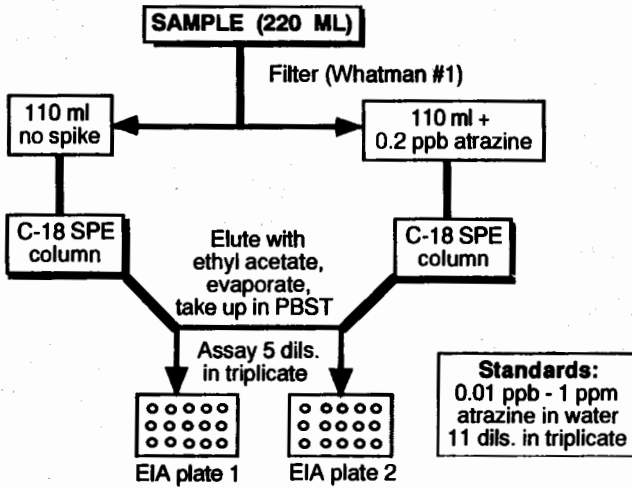 SAMPLE (220 ML)
Filter (Whatman #1)
110 ml
no spike
110 ml +
0.2 ppb atrazine
C-18 SPE
column
Elute with
ethyl acetate,
evaporate,
take up in PBST
C-18 SPE
column
Assay 5 dils.
in triplicate
EIA plate 1
EIA plate 2
Standards:
0.01 ppb - 1 ppm
atrazine in water
11 dils. in triplicate